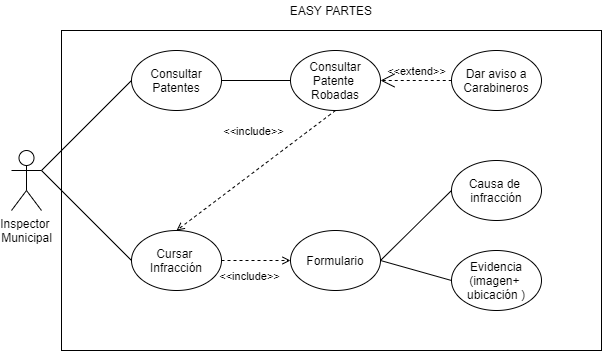 EASY PARTES
Consultar
Patentes
Consultar
Patente
Robadas
<<extend>>
Dar aviso a
Carabineros
<<include>>
Causa de
infracción
Inspector
Municipal
Cursar
Infracción
<<include>>
Formulario
Evidencia
(imagen+
ubicación )